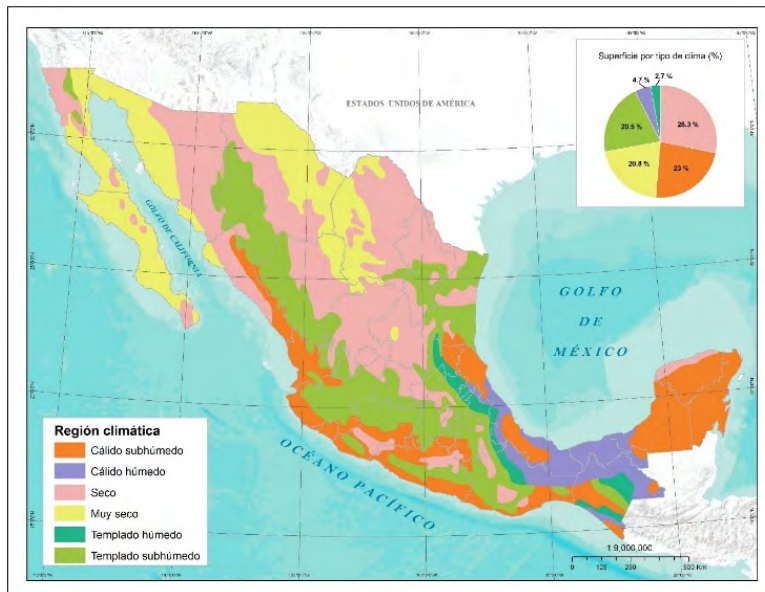 ESTADOS UNIDOS DE AMÉRICA
Superficie por tipo de clima (%)
4.7 %
2.7 %
28.3 %
23 %
20.8 %
20.5 %
GOLFO DE CALIFORNIA
GOLFO
DE
MÉXICO
OCÉANO PACÍFICO
Región climática
Cálido subhúmedo
Cálido húmedo
Seco
Muy seco
Templado húmedo
Templado subhúmedo
1:9,000,000
0 125 250 500 Km